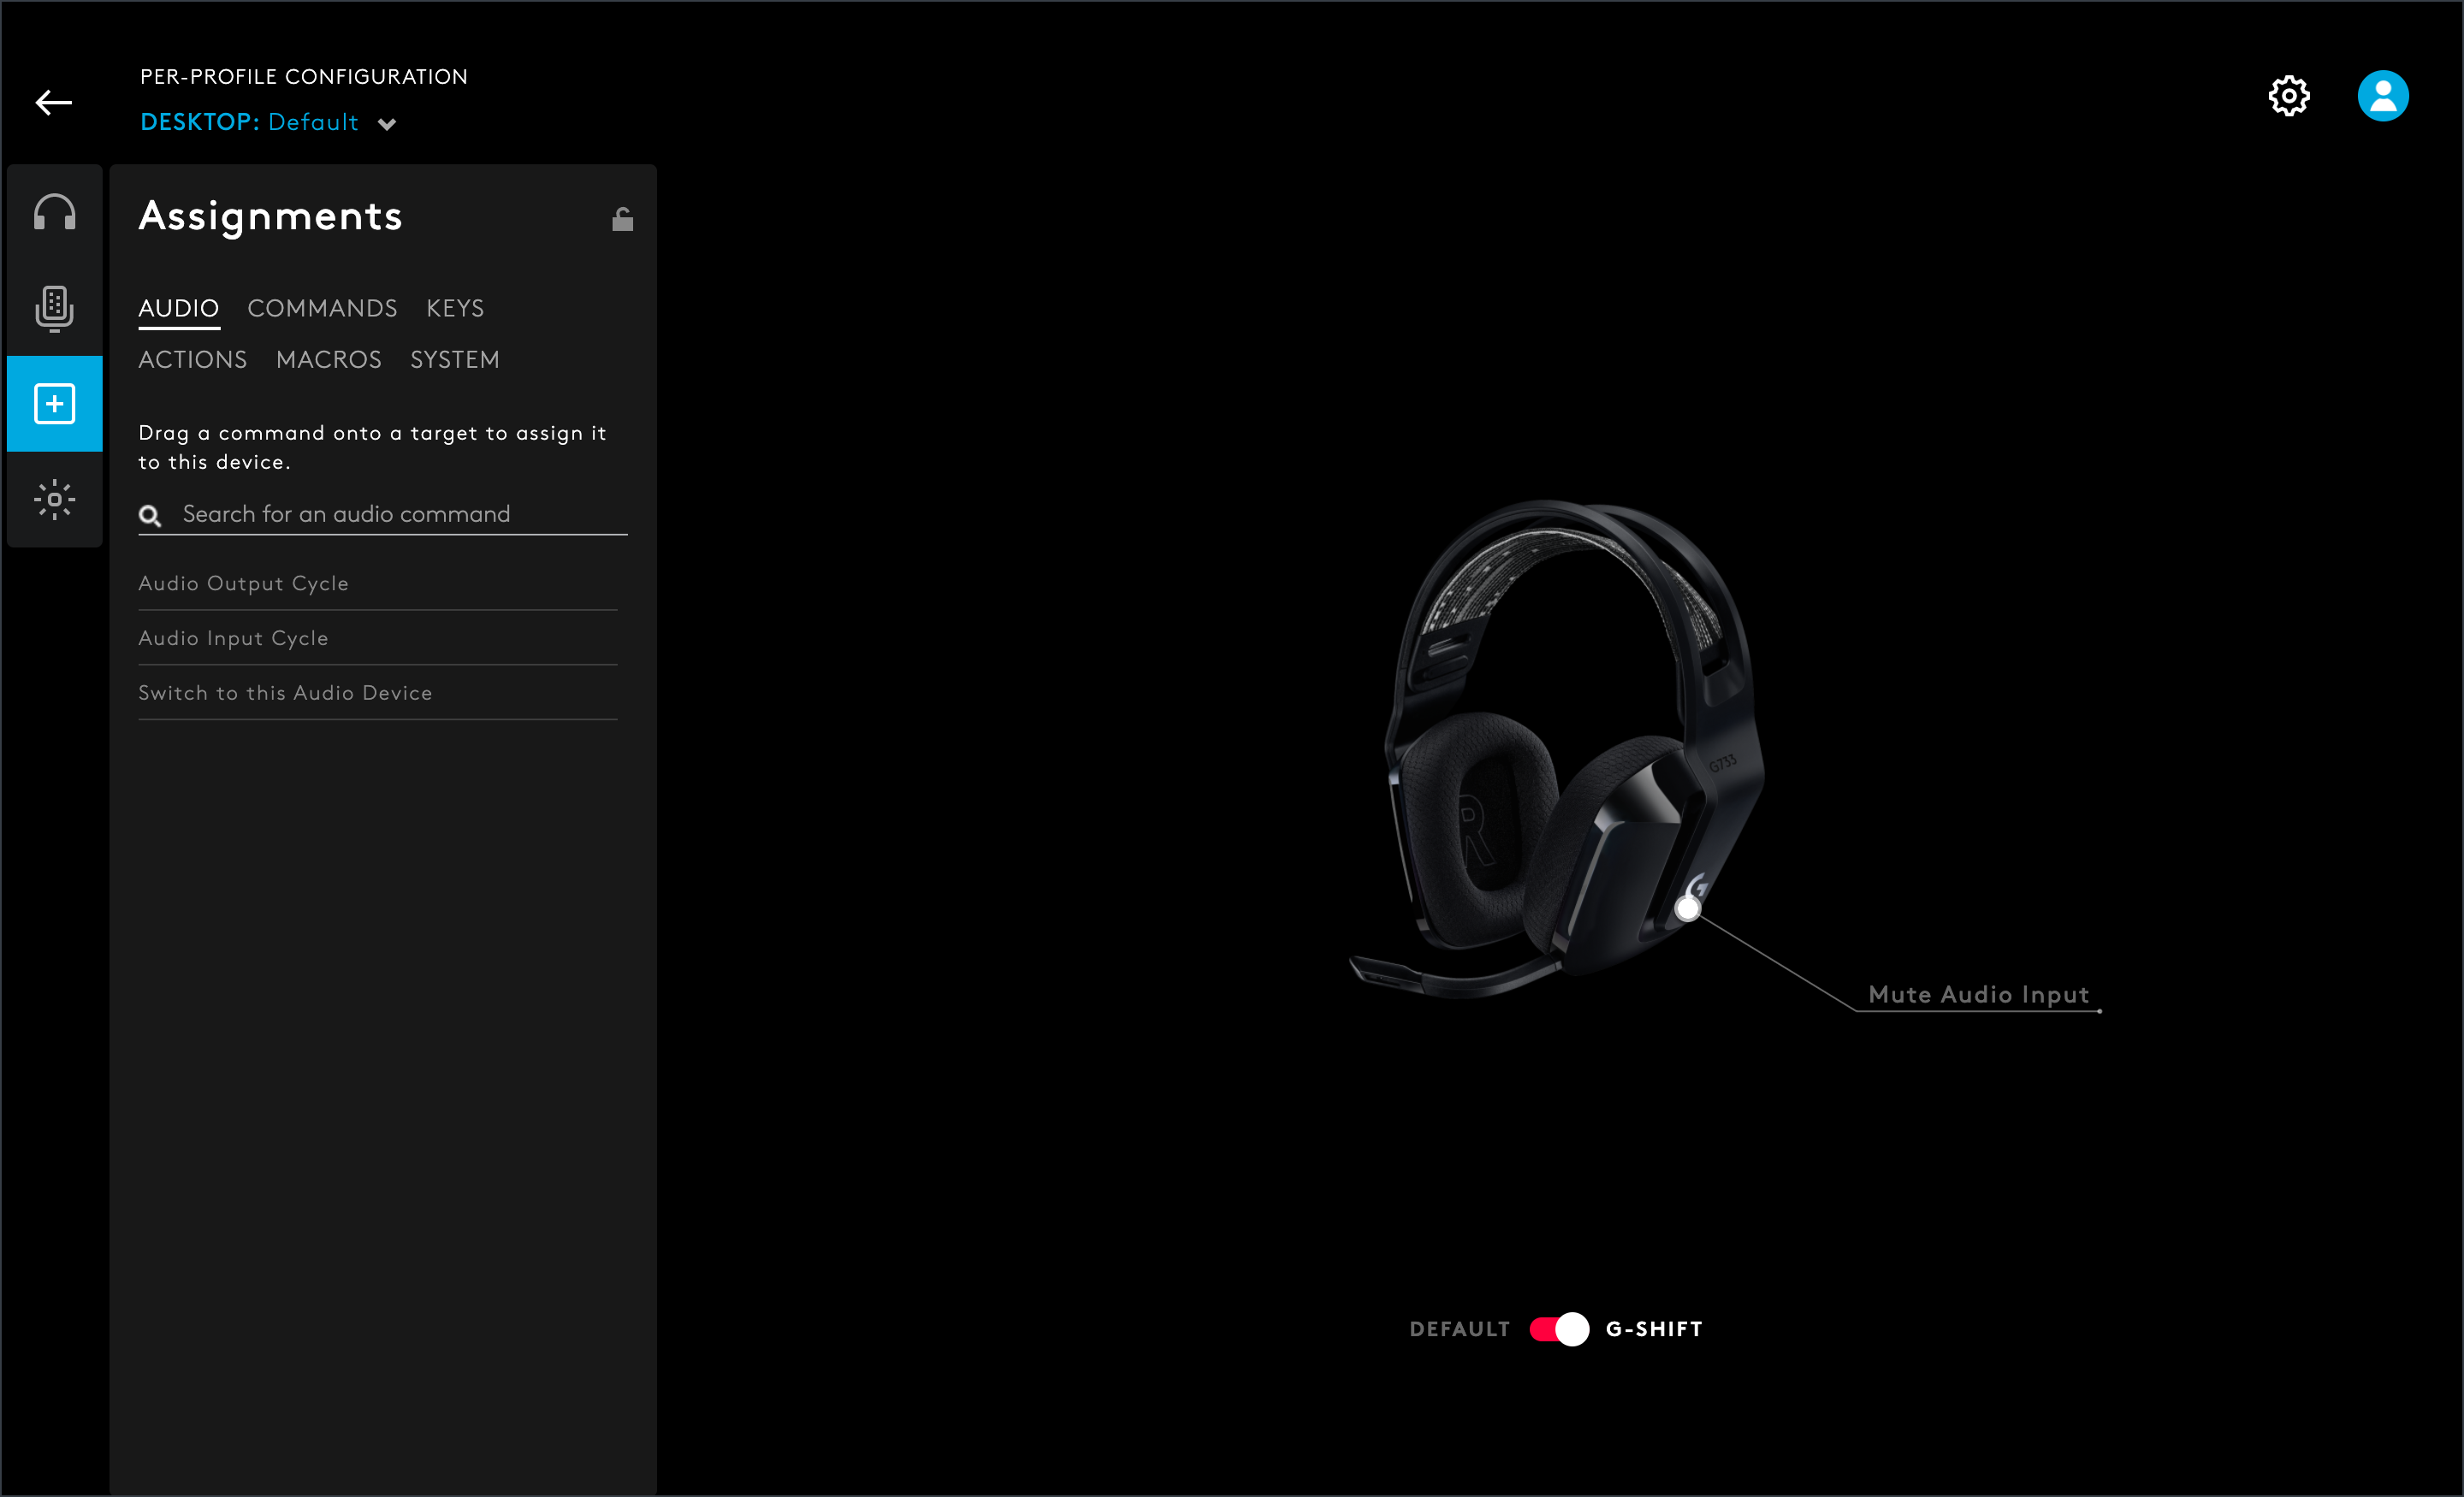 PER-PROFILE CONFIGURATION
DESKTOP: Default
Assignments
AUDIO COMMANDS KEYS
ACTIONS MACROS SYSTEM
Drag a command onto a target to assign it
to this device.
Search for an audio command
Audio Output Cycle
Audio Input Cycle
Switch to this Audio Device
G733
R
G
Mute Audio Input
DEFAULT G-SHIFT